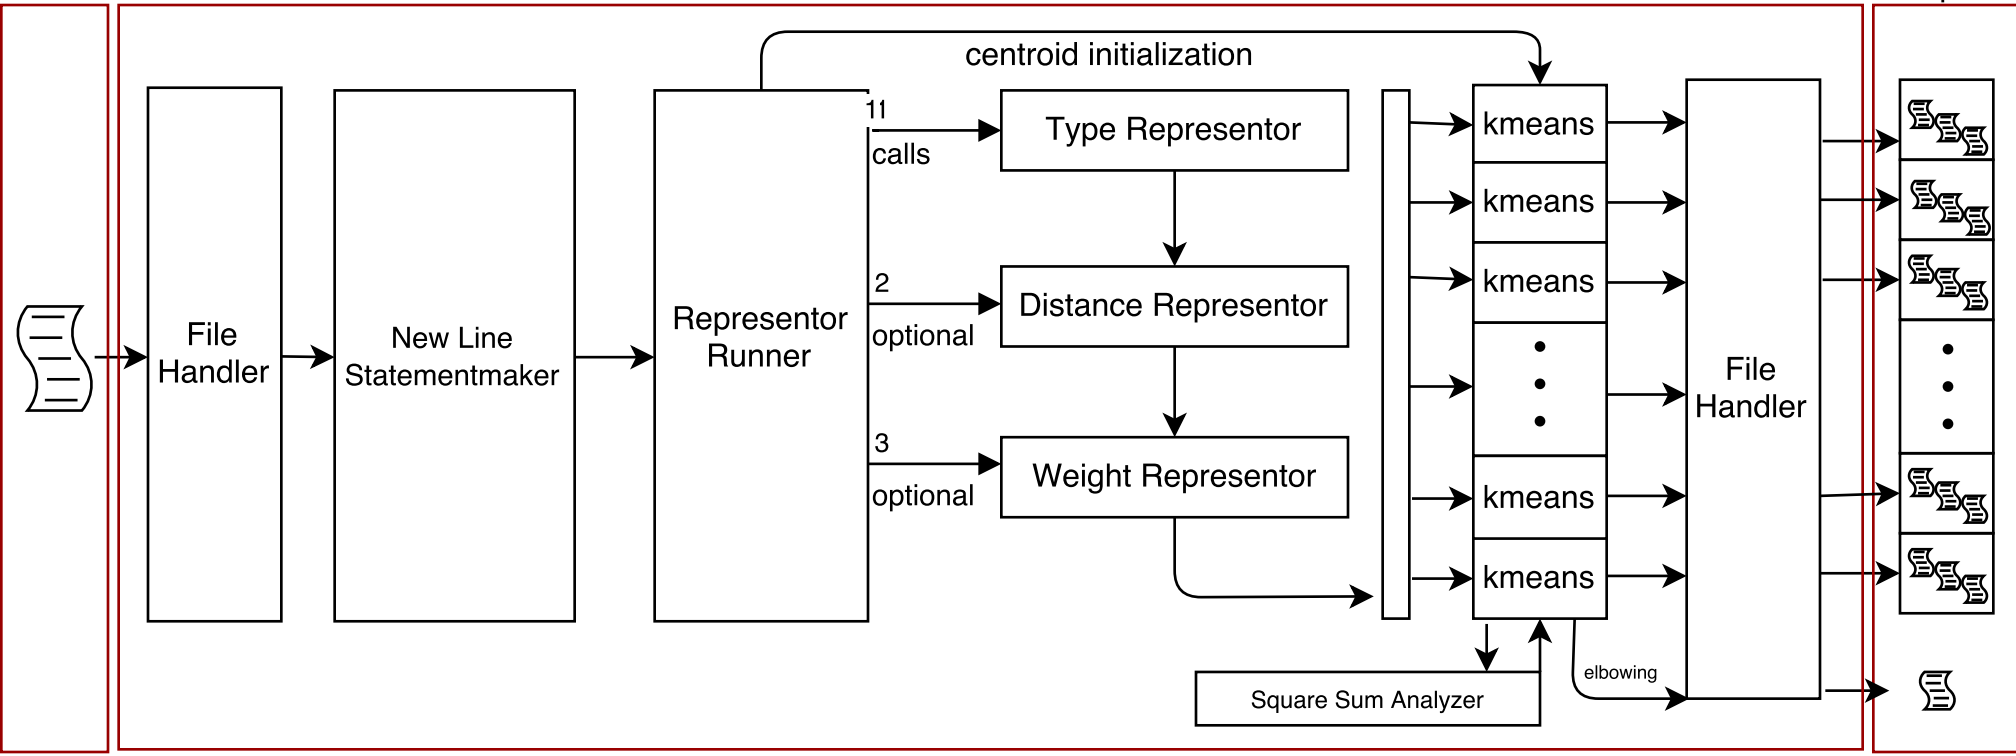 centroid initialization
File
Handler
New Line
Statementmaker
Representor
Runner
11
calls
2
optional
3
optional
Type Representor
Distance Representor
Weight Representor
kmeans
kmeans
kmeans
kmeans
kmeans
Square Sum Analyzer
elbowing
File
Handler